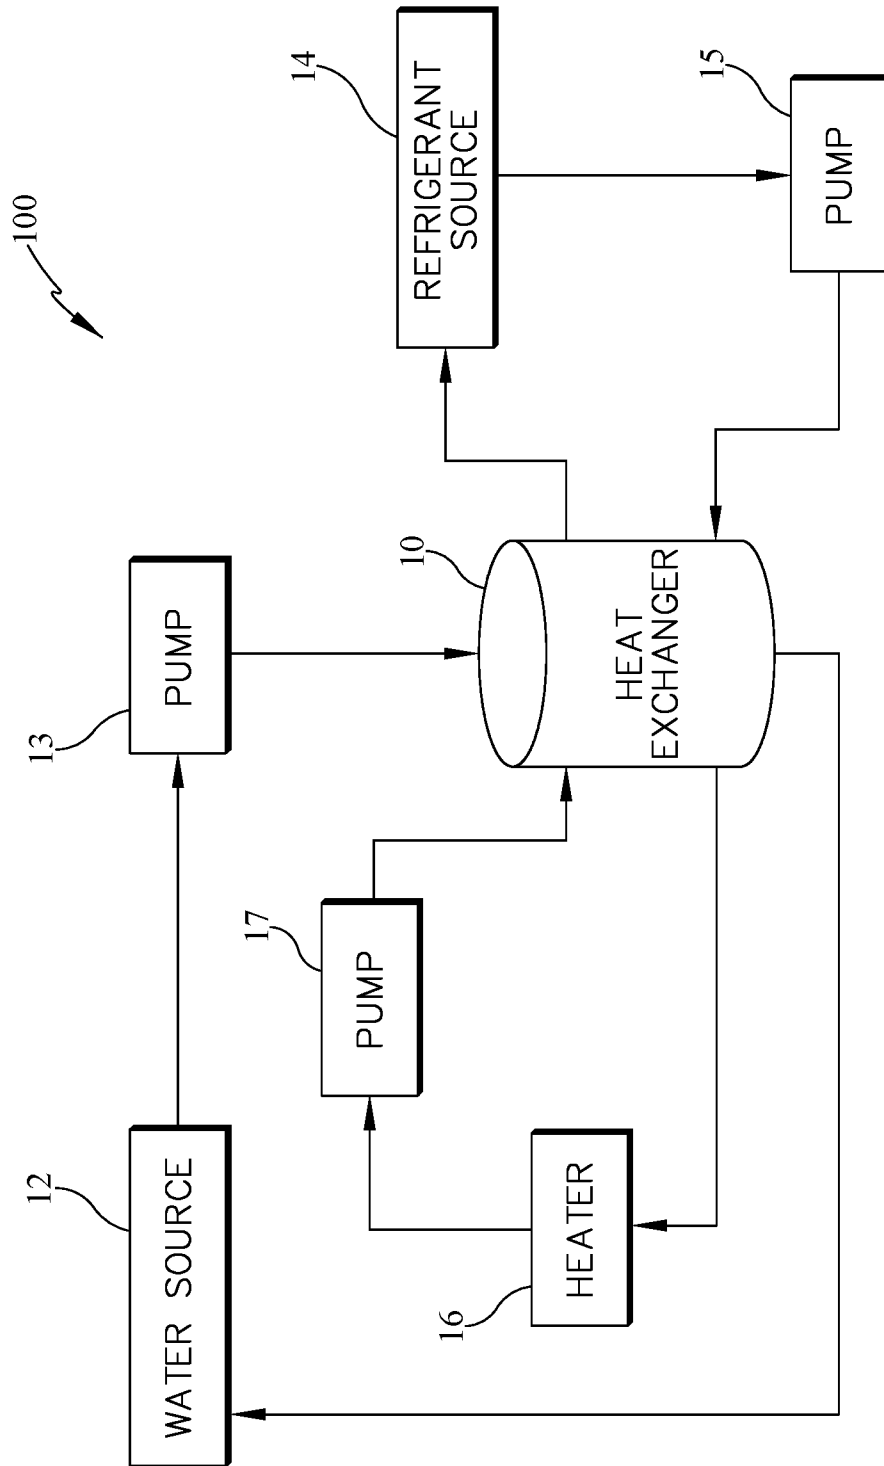 100
12
WATER SOURCE
13
PUMP
17
PUMP
14
REFRIGERANT
SOURCE
10
HEAT
EXCHANGER
16
HEATER
15
PUMP